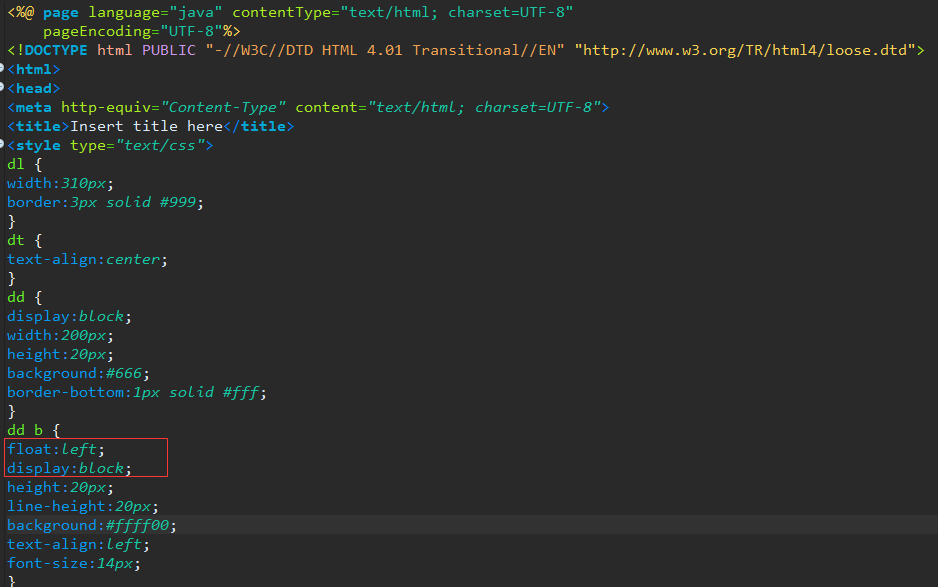 <%@ page language="java" contentType="text/html; charset=UTF-8"
    pageEncoding="UTF-8"%>
<!DOCTYPE html PUBLIC "-//W3C//DTD HTML 4.01 Transitional//EN" "http://www.w3.org/TR/html4/loose.dtd">
<html>
<head>
<meta http-equiv="Content-Type" content="text/html; charset=UTF-8">
<title>Insert title here</title>
<style type="text/css">
dl {
width:310px;
border:3px solid #999;
}
dt {
text-align:center;
}
dd {
display:block;
width:200px;
height:20px;
background:#666;
border-bottom:1px solid #fff;
}
dd b {
float:left;
display:block;
height:20px;
line-height:20px;
background:#ffff00;
text-align:left;
font-size:14px;
}